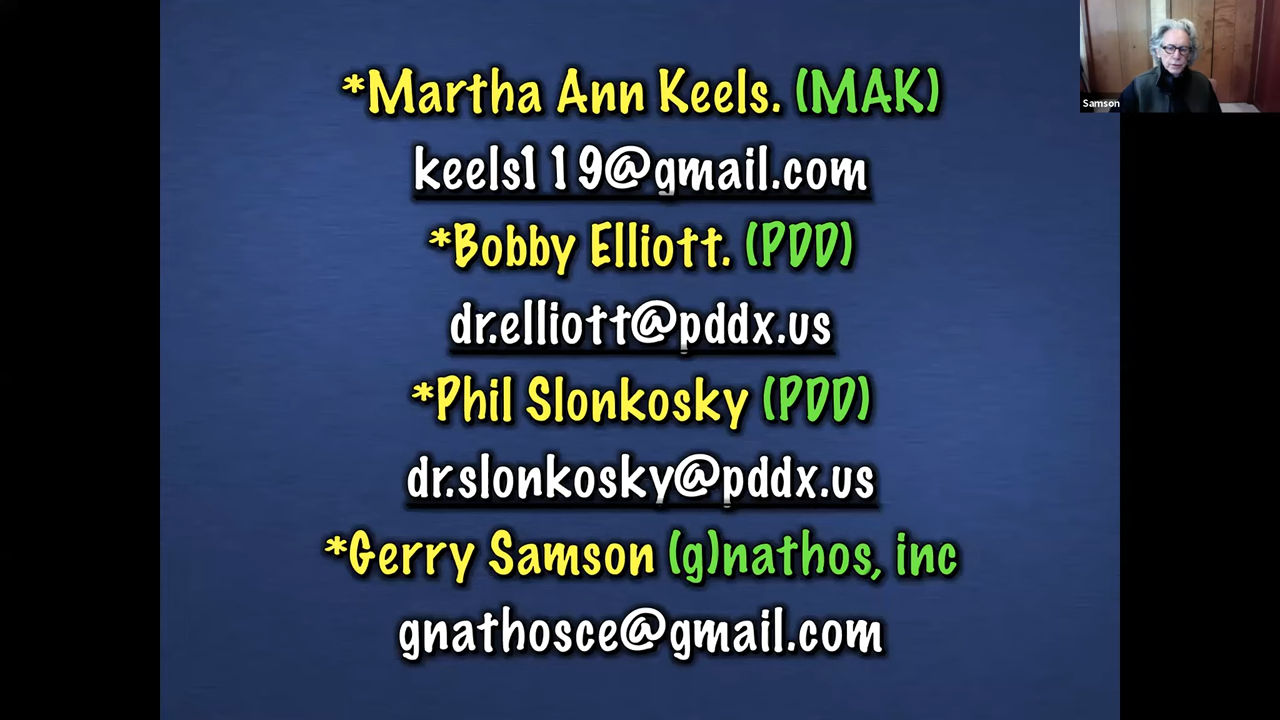 *Martha Ann Keels. (MAK)
keels119@gmail.com
*Bobby Elliott. (PDD)
dr.elliott@pddx.us
*Phil Slonkosky (PDD)
dr.slonkosky@pddx.us
*Gerry Samson (g)nathos, inc
gnathosce@gmail.com
Samson